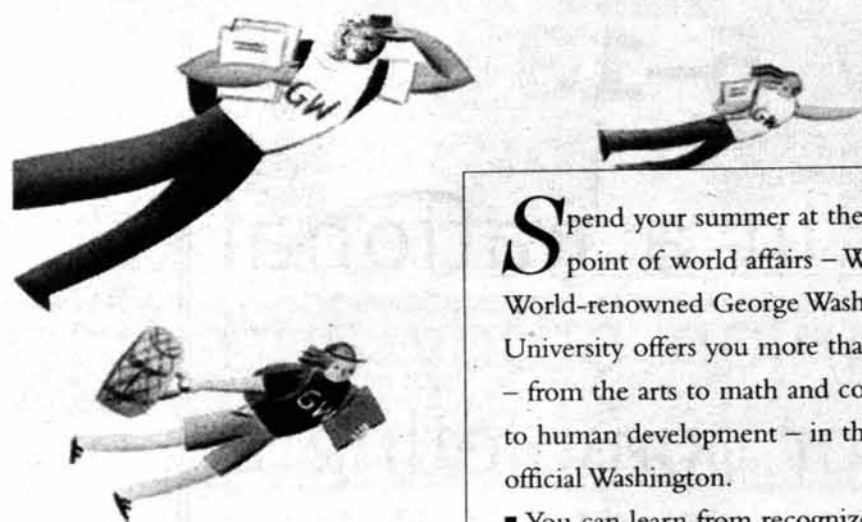 GW
GW
GW
Spend your summer at the
point of world affairs – W
World-renowned George Wash
University offers you more tha
– from the arts to math and co
to human development – in th
official Washington.
■ You can learn from recognize